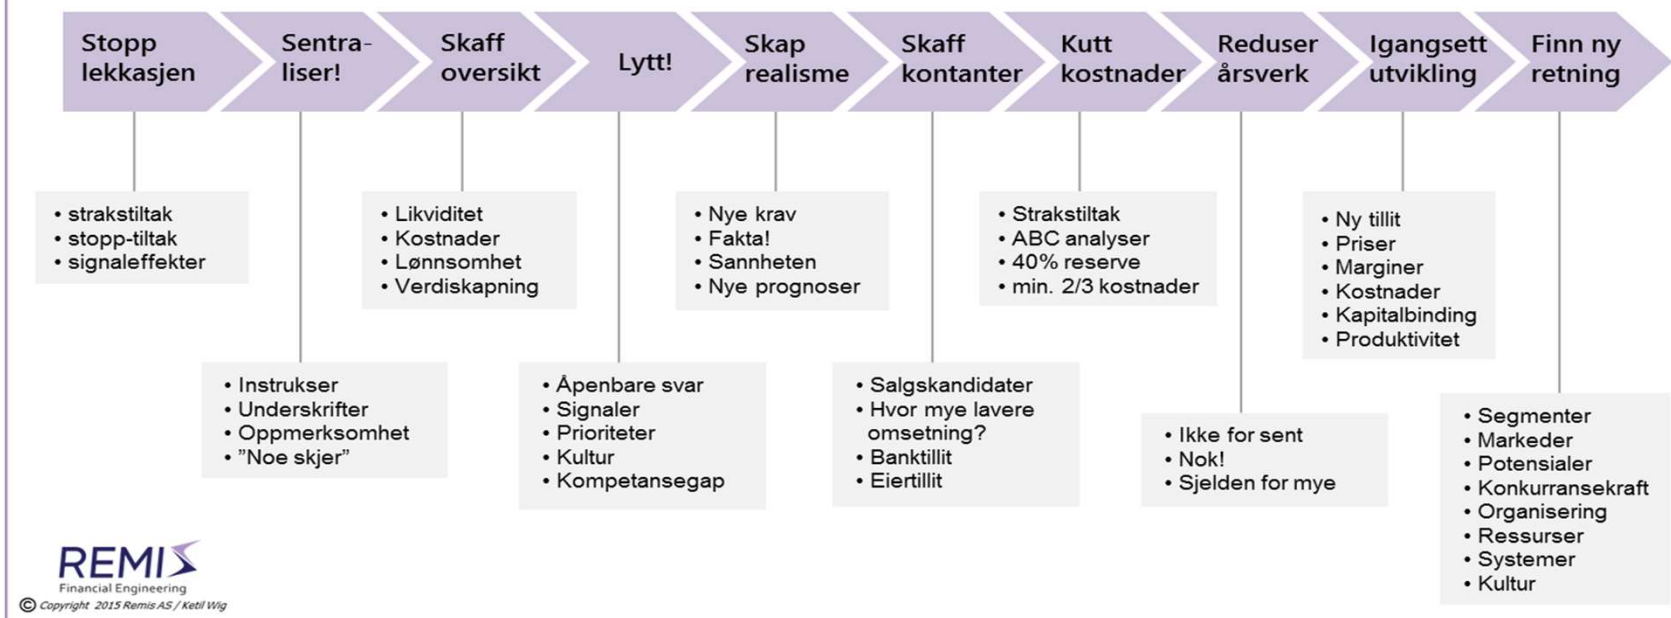 Stopp
lekkasjen
Sentra-
liser!
Skaff
oversikt
Lytt!
Skap
realisme
Skaff
kontanter
Kutt
kostnader
Reduser
årsverk
Igangsett
utvikling
Finn ny
retning
• strakstiltak
• stopp-tiltak
• signaleffekter
• Instrukser
• Underskrifter
• Oppmerksomhet
• ”Noe skjer”
• Likviditet
• Kostnader
• Lønnsomhet
• Verdiskapning
• Åpenbare svar
• Signaler
• Prioriteter
• Kultur
• Kompetansegap
• Nye krav
• Fakta!
• Sannheten
• Nye prognoser
• Salgskandidater
• Hvor mye lavere
omsetning?
• Banktillit
• Eiertillit
• Strakstiltak
• ABC analyser
• 40% reserve
• min. 2/3 kostnader
• Ikke for sent
• Nok!
• Sjelden for mye
• Ny tillit
• Priser
• Marginer
• Kostnader
• Kapitalbinding
• Produktivitet
• Segmenter
• Markeder
• Potensialer
• Konkurransekraft
• Organisering
• Ressurser
• Systemer
• Kultur
REMIS
Financial Engineering
© Copyright 2015 Remis AS / Ketil Wig